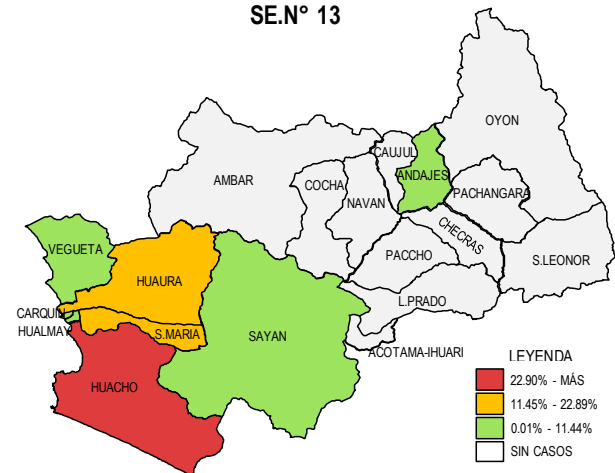 SE.N° 13
OYON
CAUJUL
ANDAJES
AMBAR
COCHA
PACHANGARA
NAVAN
CHECRAS
VEGUETA
PACCHO
S.LEONOR
HUAURA
L.PRADO
CARQUIN
HUALMAY
S.MARIA
SAYAN
ACOTAMA-IHUARI
HUACHO
LEYENDA
22.90% - MÁS
11.45% - 22.89%
0.01% - 11.44%
SIN CASOS